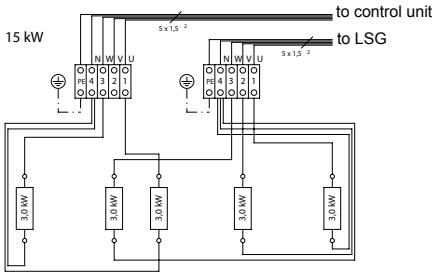 to control unit
5 x 1,5 2
15 kW
to LSG
5 x 1,5 2
N W V U
PE 4 3 2 1
N W V U
PE 4 3 2 1
3,0 kW
3,0 kW
3,0 kW
3,0 kW
3,0 kW